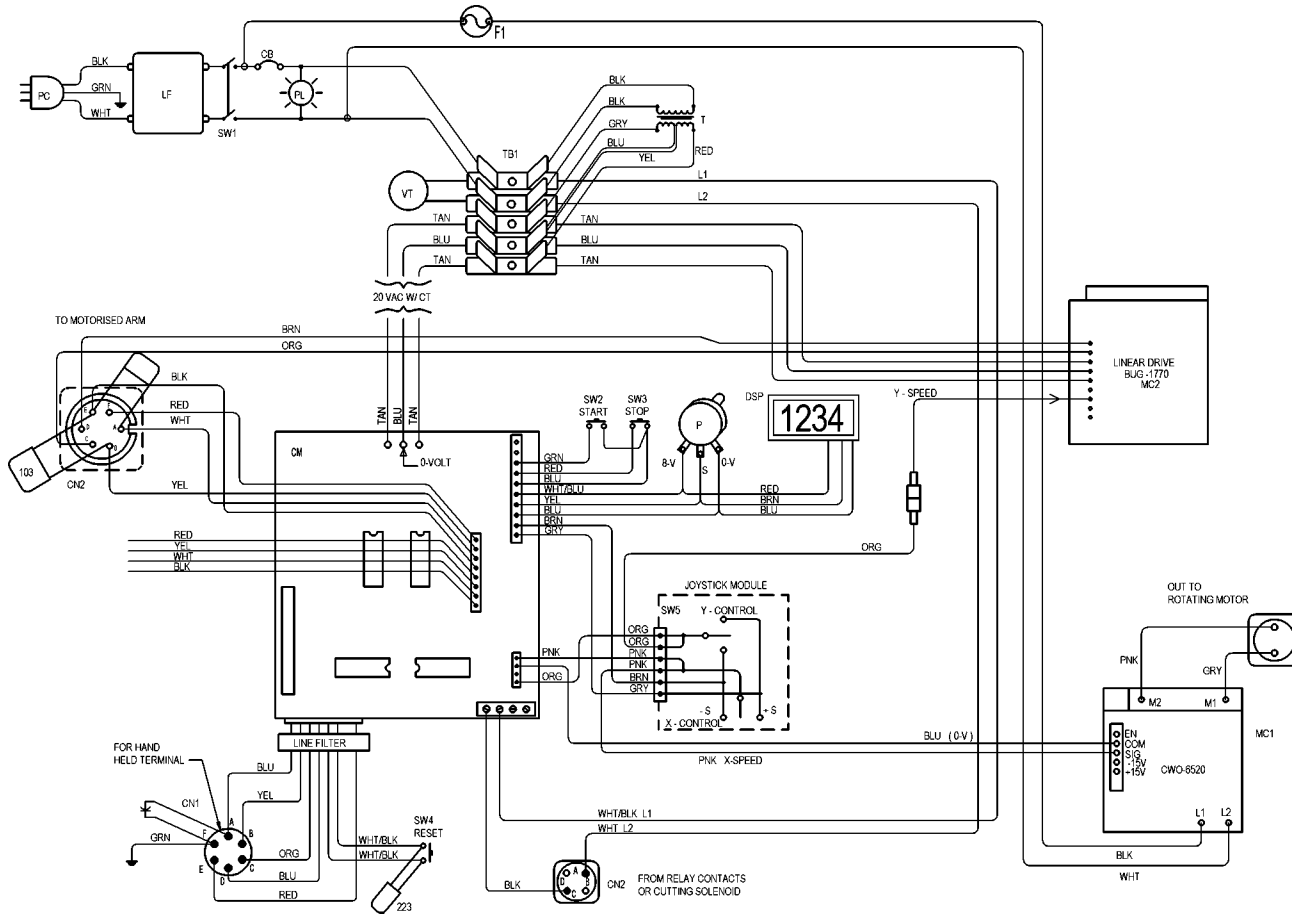 F1
BLK
CB
PC
GRN
LF
PL
WHT
SW1
BLK
BLK
GRY
T
BLU
YEL
RED
TB1
VT
L1
L2
TAN
TAN
BLU
BLU
TAN
TAN
20 VAC W/ CT
TO MOTORISED ARM
BRN
ORG
LINEAR DRIVE
BUG -1770
MC2
BLK
RED
WHT
E
F
D
A
C
B
103
CN2
YEL
TAN
BLU
TAN
CM
0-VOLT
SW2
START
SW3
STOP
P
8-V
S
0-V
DSP
1234
Y - SPEED
GRN
RED
BLU
WHT/BLU
YEL
BLU
BRN
GRY
RED
BRN
BLU
ORG
RED
YEL
WHT
BLK
JOYSTICK MODULE
SW5
Y - CONTROL
ORG
ORG
PNK
PNK
BRN
GRY
PNK
ORG
- S
+ S
X - CONTROL
OUT TO
ROTATING MOTOR
PNK
GRY
M2
M1
MC1
EN
COM
SIG
-15V
+15V
CWO-6520
L1
L2
BLU ( 0-V )
PNK X-SPEED
BLK
WHT
LINE FILTER
FOR HAND
HELD TERMINAL
BLU
YEL
CN1
A
F
B
GRN
E
C
D
ORG
BLU
RED
WHT/BLK
WHT/BLK
SW4
RESET
223
WHT/BLK L1
WHT L2
BLK
A
D
B
C
CN2
FROM RELAY CONTACTS
OR CUTTING SOLENOID